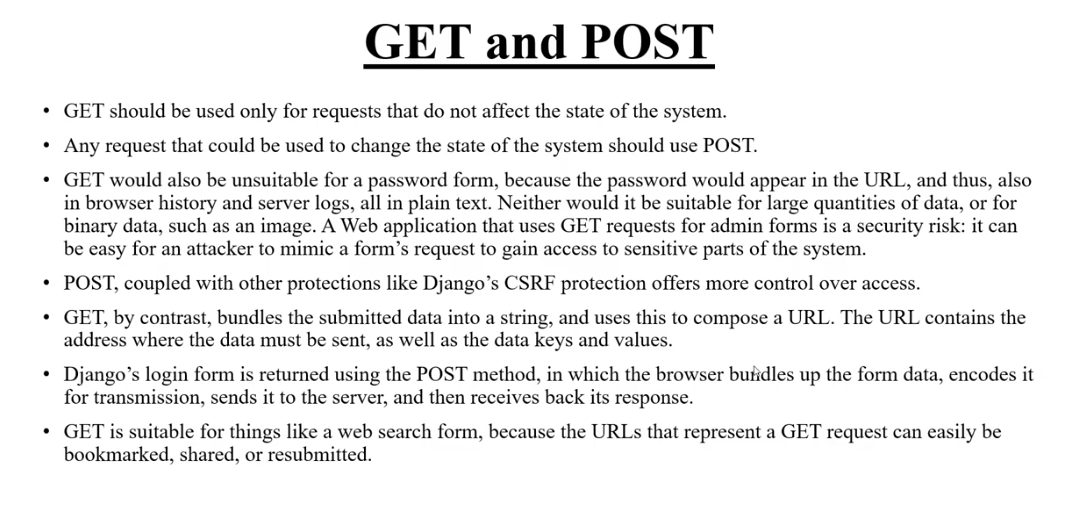 GET and POST
• GET should be used only for requests that do not affect the state of the system.
• Any request that could be used to change the state of the system should use POST.
• GET would also be unsuitable for a password form, because the password would appear in the URL, and thus, also
in browser history and server logs, all in plain text. Neither would it be suitable for large quantities of data, or for
binary data, such as an image. A Web application that uses GET requests for admin forms is a security risk: it can
be easy for an attacker to mimic a form’s request to gain access to sensitive parts of the system.
• POST, coupled with other protections like Django’s CSRF protection offers more control over access.
• GET, by contrast, bundles the submitted data into a string, and uses this to compose a URL. The URL contains the
address where the data must be sent, as well as the data keys and values.
• Django’s login form is returned using the POST method, in which the browser bundles up the form data, encodes it
for transmission, sends it to the server, and then receives back its response.
• GET is suitable for things like a web search form, because the URLs that represent a GET request can easily be
bookmarked, shared, or resubmitted.